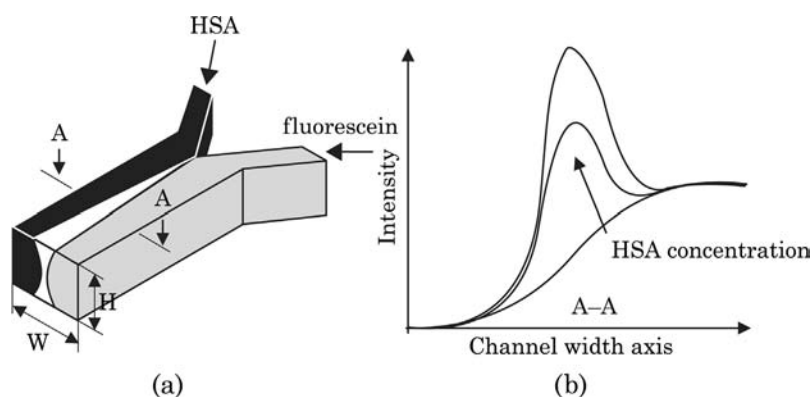 HSA
fluorescein
A
A
H
W
(a)
Intensity
HSA concentration
A–A
Channel width axis
(b)